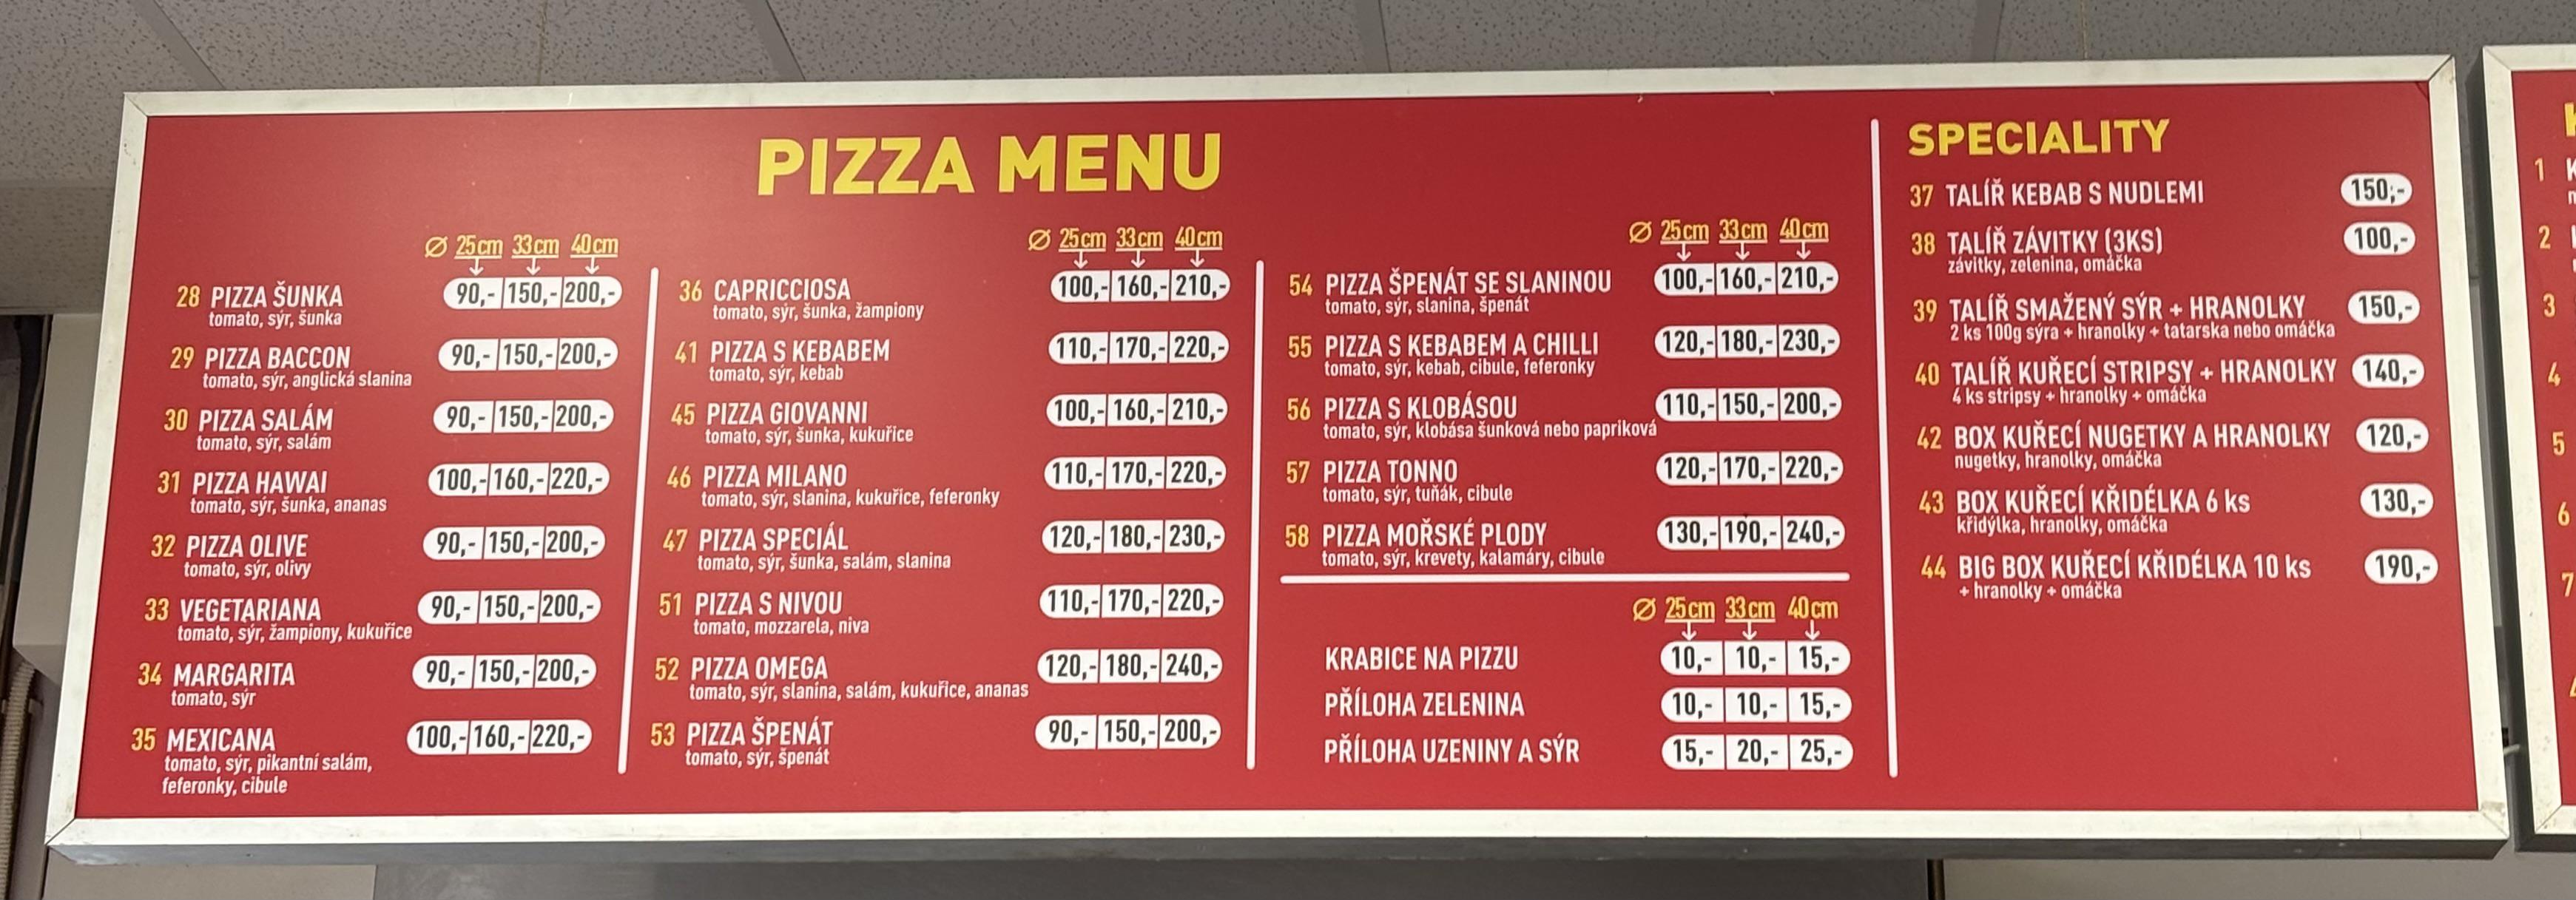 PIZZA MENU
Ø 25cm 33cm 40cm
28 PIZZA ŠUNKA 90,- 150,- 200,-
tomato, sýr, šunka
29 PIZZA BACCON 90,- 150,- 200,-
tomato, sýr, anglická slanina
30 PIZZA SALÁM 90,- 150,- 200,-
tomato, sýr, salám
31 PIZZA HAWAI 100,- 160,- 220,-
tomato, sýr, šunka, ananas
32 PIZZA OLIVE 90,- 150,- 200,-
tomato, sýr, olivy
33 VEGETARIANA 90,- 150,- 200,-
tomato, sýr, žampiony, kukuřice
34 MARGARITA 90,- 150,- 200,-
tomato, sýr
35 MEXICANA 100,- 160,- 220,-
tomato, sýr, pikantní salám,
feferonky, cibule
Ø 25cm 33cm 40cm
36 CAPRICCIOSA 100,- 160,- 210,-
tomato, sýr, šunka, žampiony
41 PIZZA S KEBABEM 110,- 170,- 220,-
tomato, sýr, kebab
45 PIZZA GIOVANNI 100,- 160,- 210,-
tomato, sýr, šunka, kukuřice
46 PIZZA MILANO 110,- 170,- 220,-
tomato, sýr, slanina, kukuřice, feferonky
47 PIZZA SPECIÁL 120,- 180,- 230,-
tomato, sýr, šunka, salám, slanina
51 PIZZA S NIVOU 110,- 170,- 220,-
tomato, mozzarela, niva
52 PIZZA OMEGA 120,- 180,- 240,-
tomato, sýr, slanina, salám, kukuřice, ananas
53 PIZZA ŠPENÁT 90,- 150,- 200,-
tomato, sýr, špenát
Ø 25cm 33cm 40cm
54 PIZZA ŠPENÁT SE SLANINOU 100,- 160,- 210,-
tomato, sýr, slanina, špenát
55 PIZZA S KEBABEM A CHILLI 120,- 180,- 230,-
tomato, sýr, kebab, cibule, feferonky
56 PIZZA S KLOBÁSOU 110,- 150,- 200,-
tomato, sýr, klobása šunková nebo papriková
57 PIZZA TONNO 120,- 170,- 220,-
tomato, sýr, tuňák, cibule
58 PIZZA MOŘSKÉ PLODY 130,- 190,- 240,-
tomato, sýr, krevety, kalamáry, cibule
Ø 25cm 33cm 40cm
KRABICE NA PIZZU 10,- 10,- 15,-
PŘÍLOHA ZELENINA 10,- 10,- 15,-
PŘÍLOHA UZENINY A SÝR 15,- 20,- 25,-
SPECIALITY
37 TALÍŘ KEBAB S NUDLEMI 150,-
38 TALÍŘ ZÁVITKY (3KS) 100,-
závitky, zelenina, omáčka
39 TALÍŘ SMAŽENÝ SÝR + HRANOLKY 150,-
2 ks 100g sýra + hranolky + tatarska nebo omáčka
40 TALÍŘ KUŘECÍ STRIPSY + HRANOLKY 140,-
4 ks stripsy + hranolky + omáčka
42 BOX KUŘECÍ NUGETKY A HRANOLKY 120,-
nugetky, hranolky, omáčka
43 BOX KUŘECÍ KŘIDÉLKA 6 ks 130,-
křidýlka, hranolky, omáčka
44 BIG BOX KUŘECÍ KŘIDÉLKA 10 ks 190,-
+ hranolky + omáčka
1
2
3
4
5
6
7